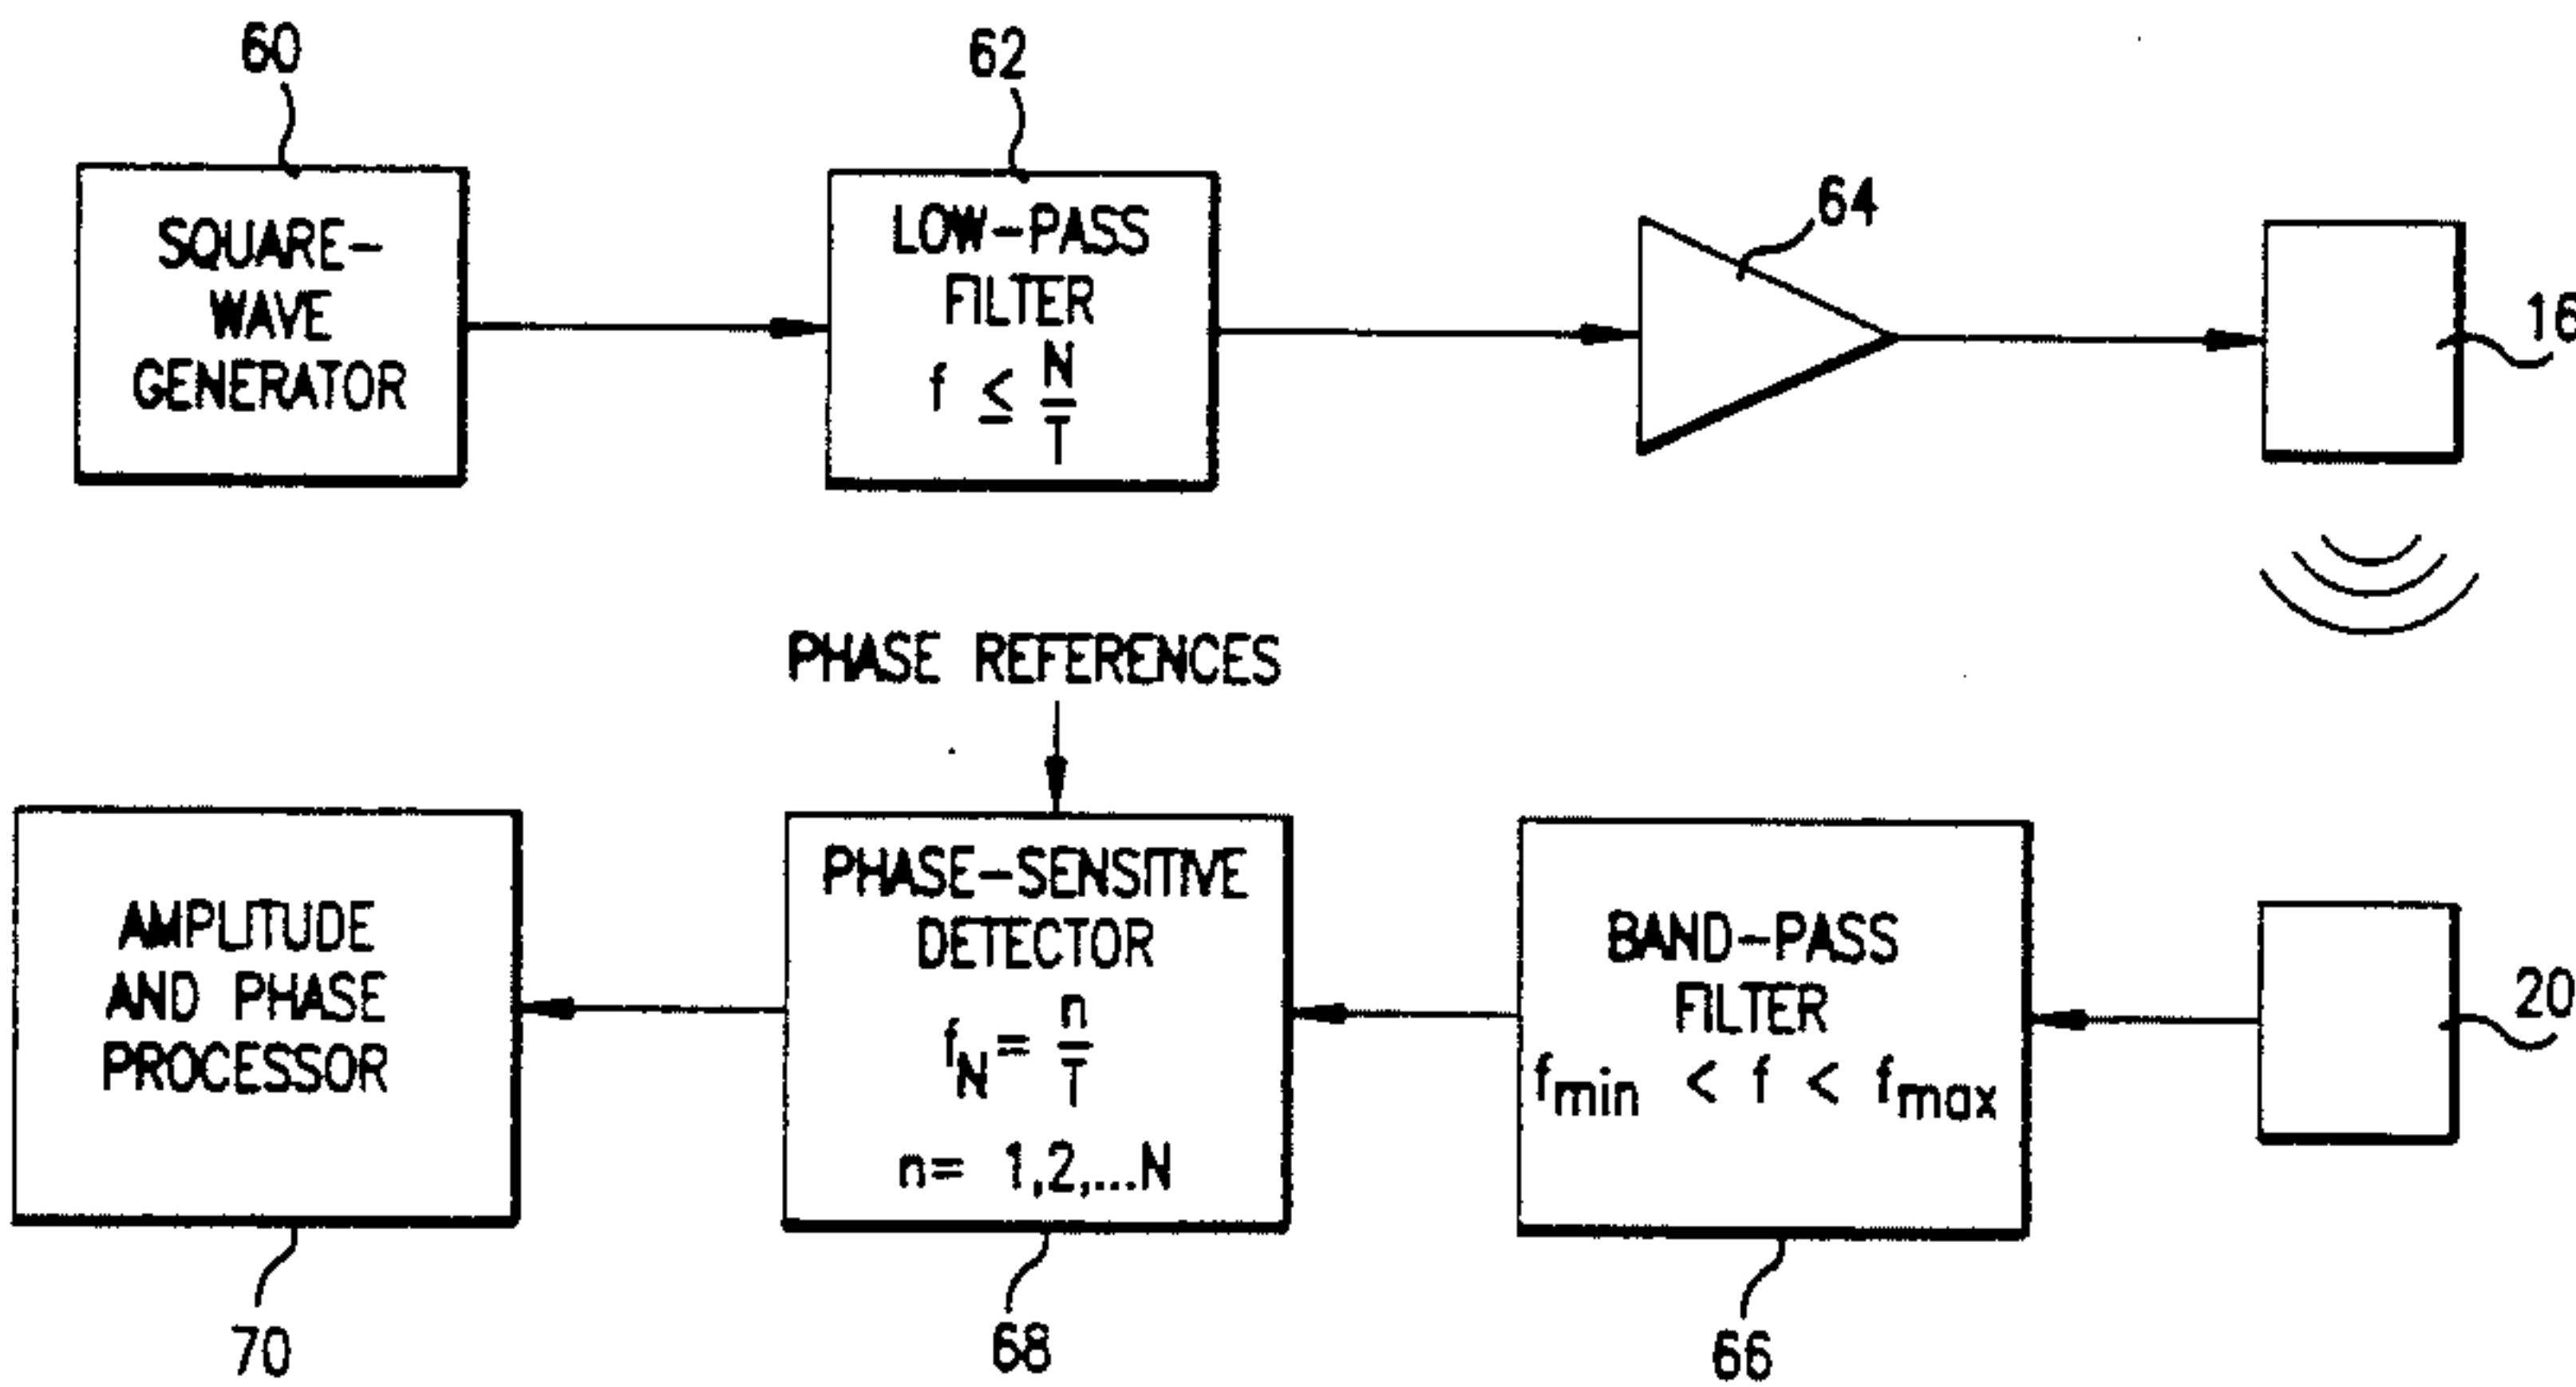 60
SQUARE-
WAVE
GENERATOR
62
LOW-PASS
FILTER
f ≤ N/T
64
16
PHASE REFERENCES
AMPLITUDE
AND PHASE
PROCESSOR
70
PHASE-SENSITIVE
DETECTOR
f_N = n/T
n= 1,2,...N
68
BAND-PASS
FILTER
f_min < f < f_max
66
20